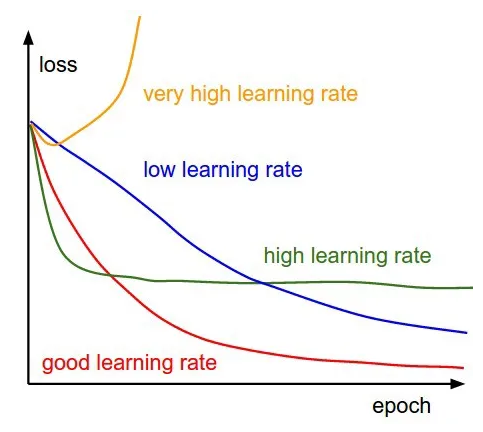 loss
very high learning rate
low learning rate
high learning rate
good learning rate
epoch